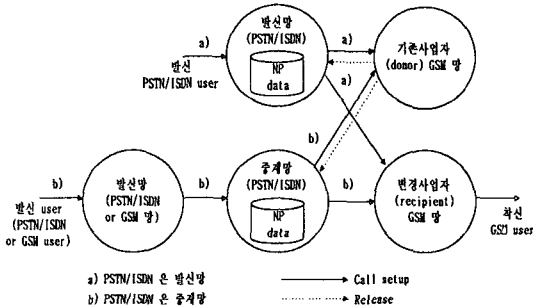 a)
발신
PSTN/ISDN user
발신망
(PSTN/ISDN)
NP
data
a)
a)
기존사업자
(donor) GSM 망
b)
발신 user
(PSTN/ISDN
or GSM user)
발신망
(PSTN/ISDN
or GSM 망)
b)
중재망
(PSTN/ISDN)
NP
data
b)
b)
변경사업자
(recipient)
GSM 망
착신
GSM user
a) PSTN/ISDN 은 발신망
b) PSTN/ISDN 은 중재망
Call setup
Release